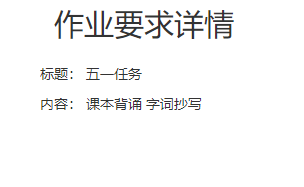 作业要求详情
标题： 五一任务
内容： 课本背诵 字词抄写